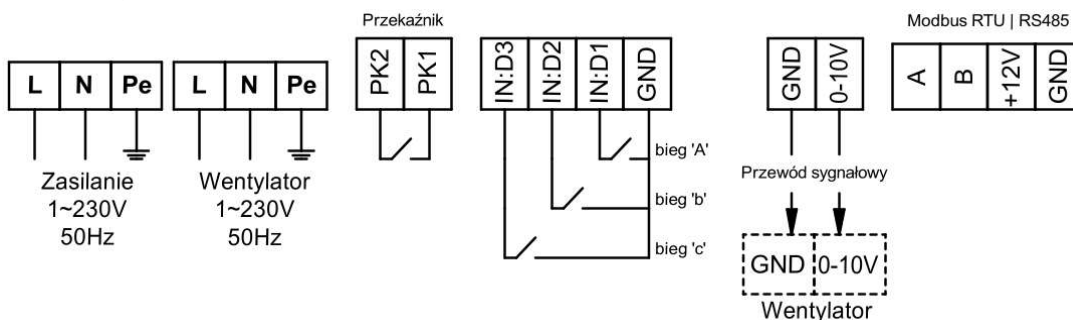 Przekaźnik
Modbus RTU | RS485
L N Pe
L N Pe
PK2 PK1
IN:D3 IN:D2 IN:D1 GND
GND 0-10V
A B +12V GND
bieg 'A'
bieg 'b'
bieg 'c'
Zasilanie
1~230V
50Hz
Wentylator
1~230V
50Hz
Przewód sygnałowy
GND 0-10V
Wentylator